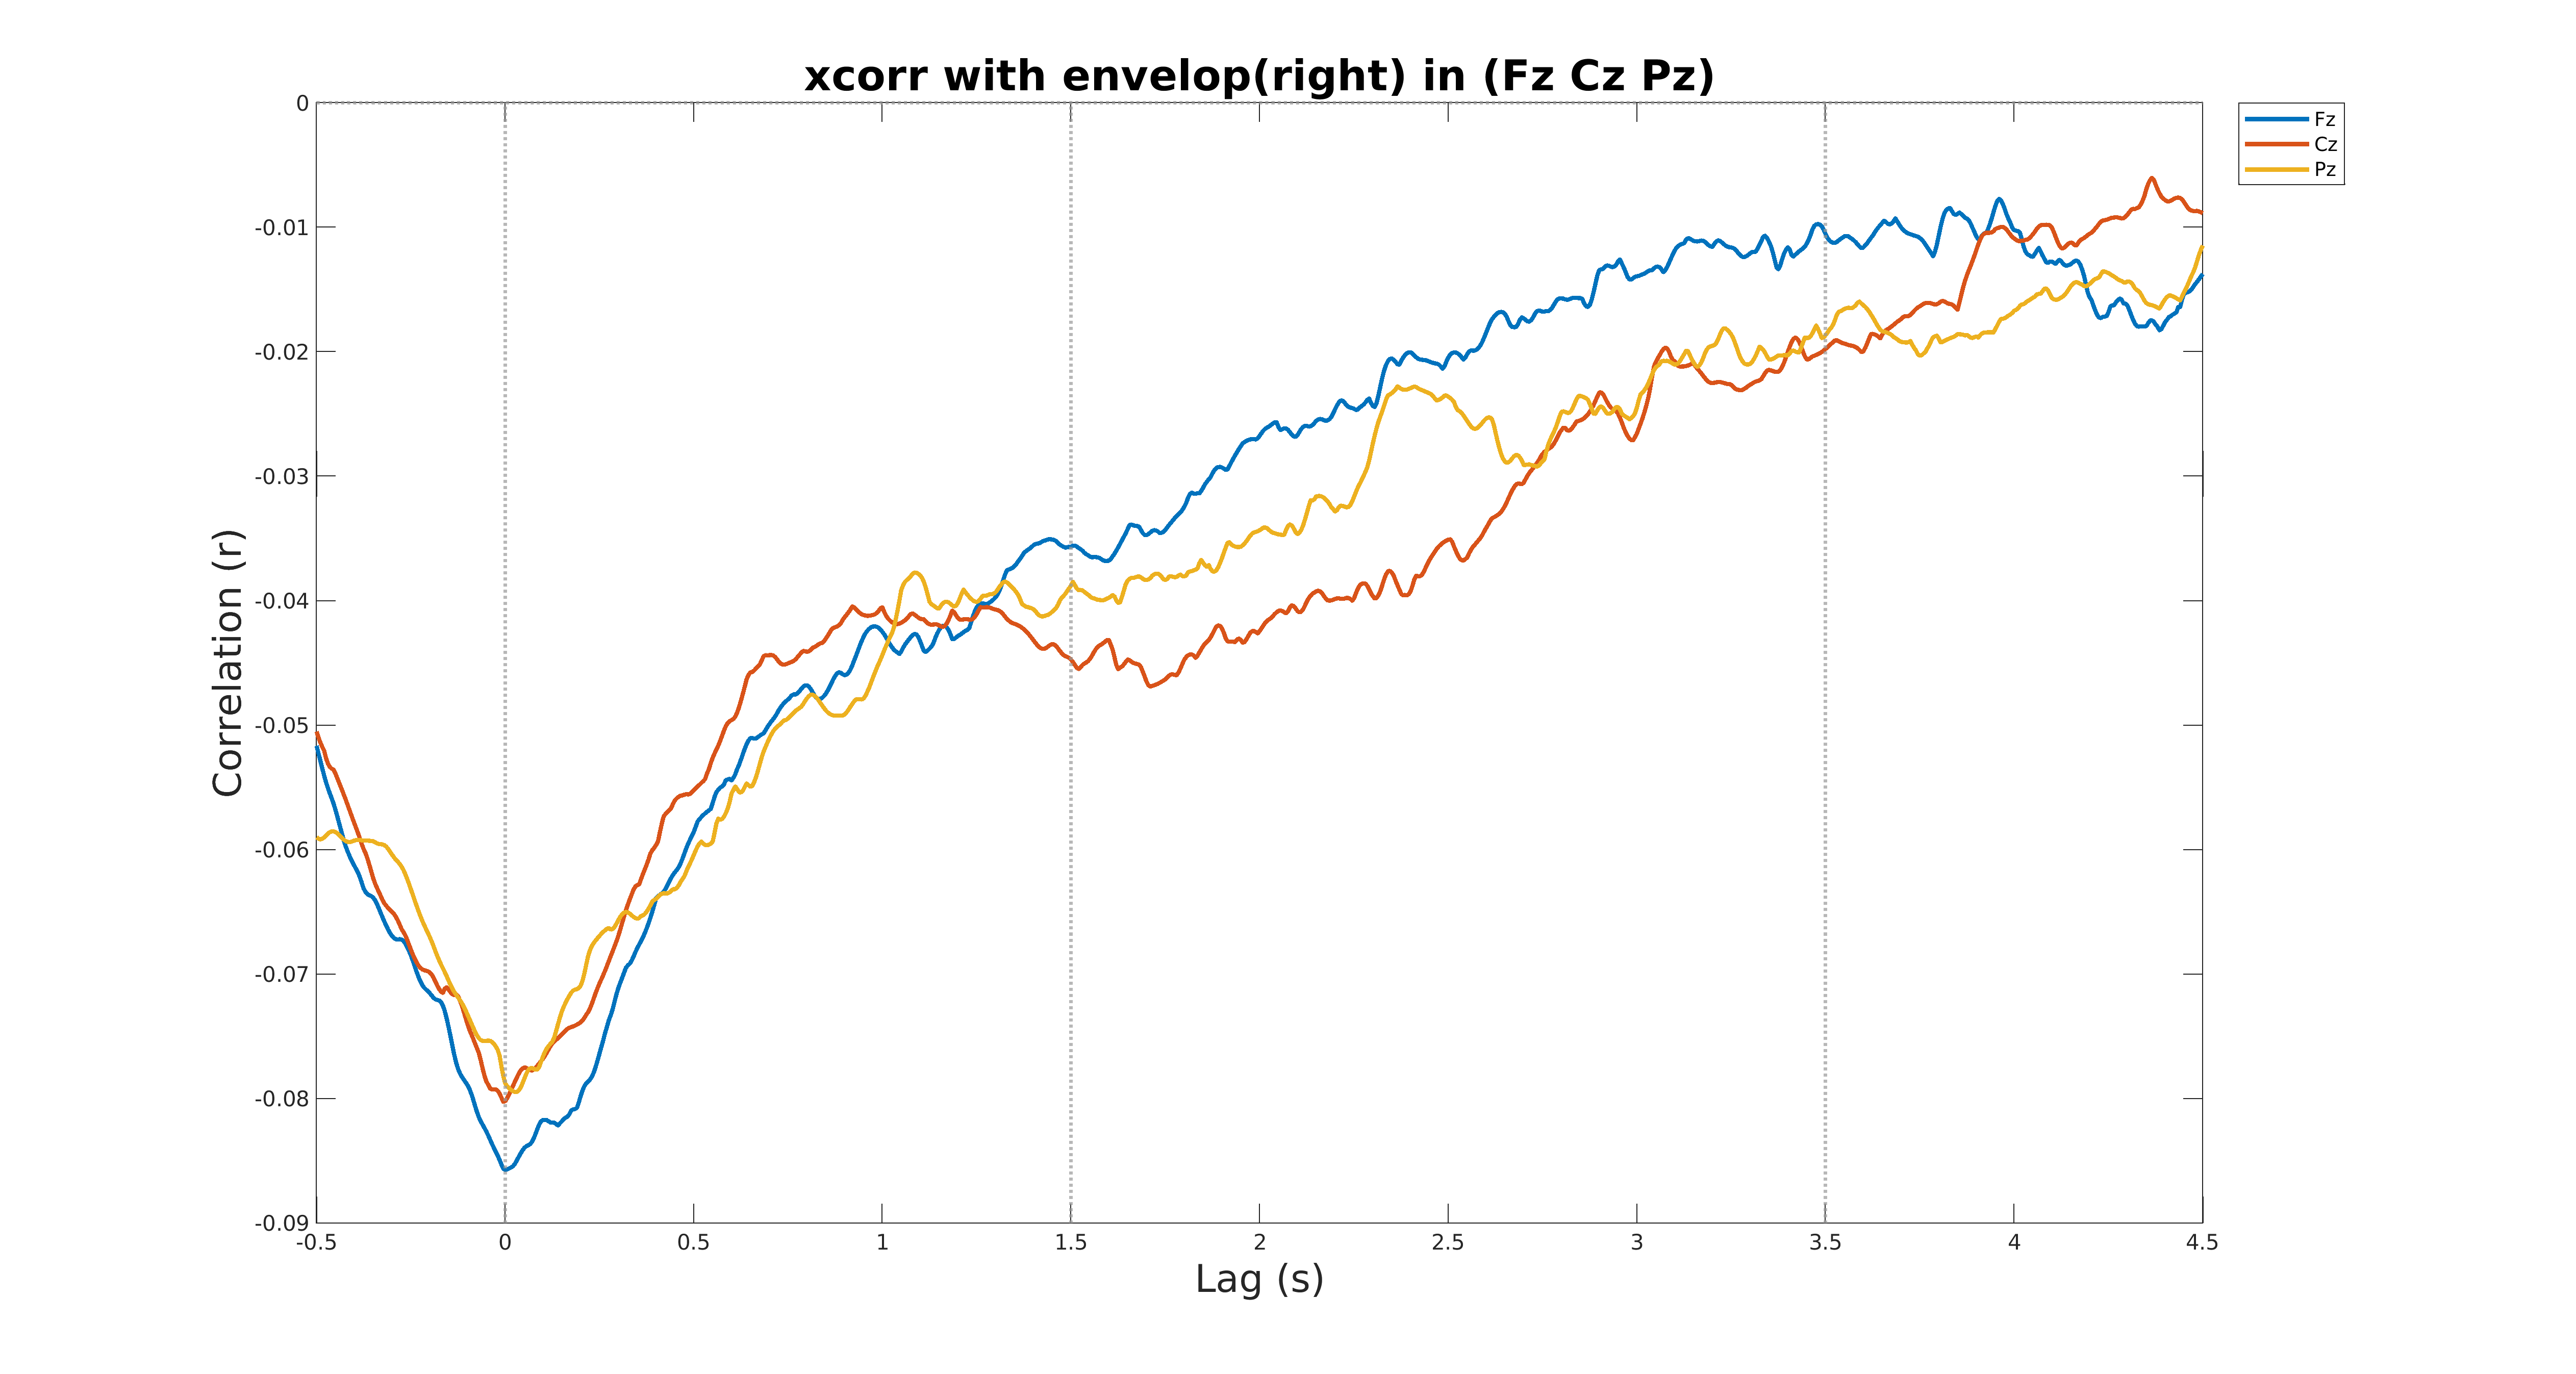 xcorr with envelop(right) in (Fz Cz Pz)
Fz
Cz
Pz
0
-0.01
-0.02
-0.03
-0.04
-0.05
-0.06
-0.07
-0.08
-0.09
Correlation (r)
-0.5 0 0.5 1 1.5 2 2.5 3 3.5 4 4.5
Lag (s)